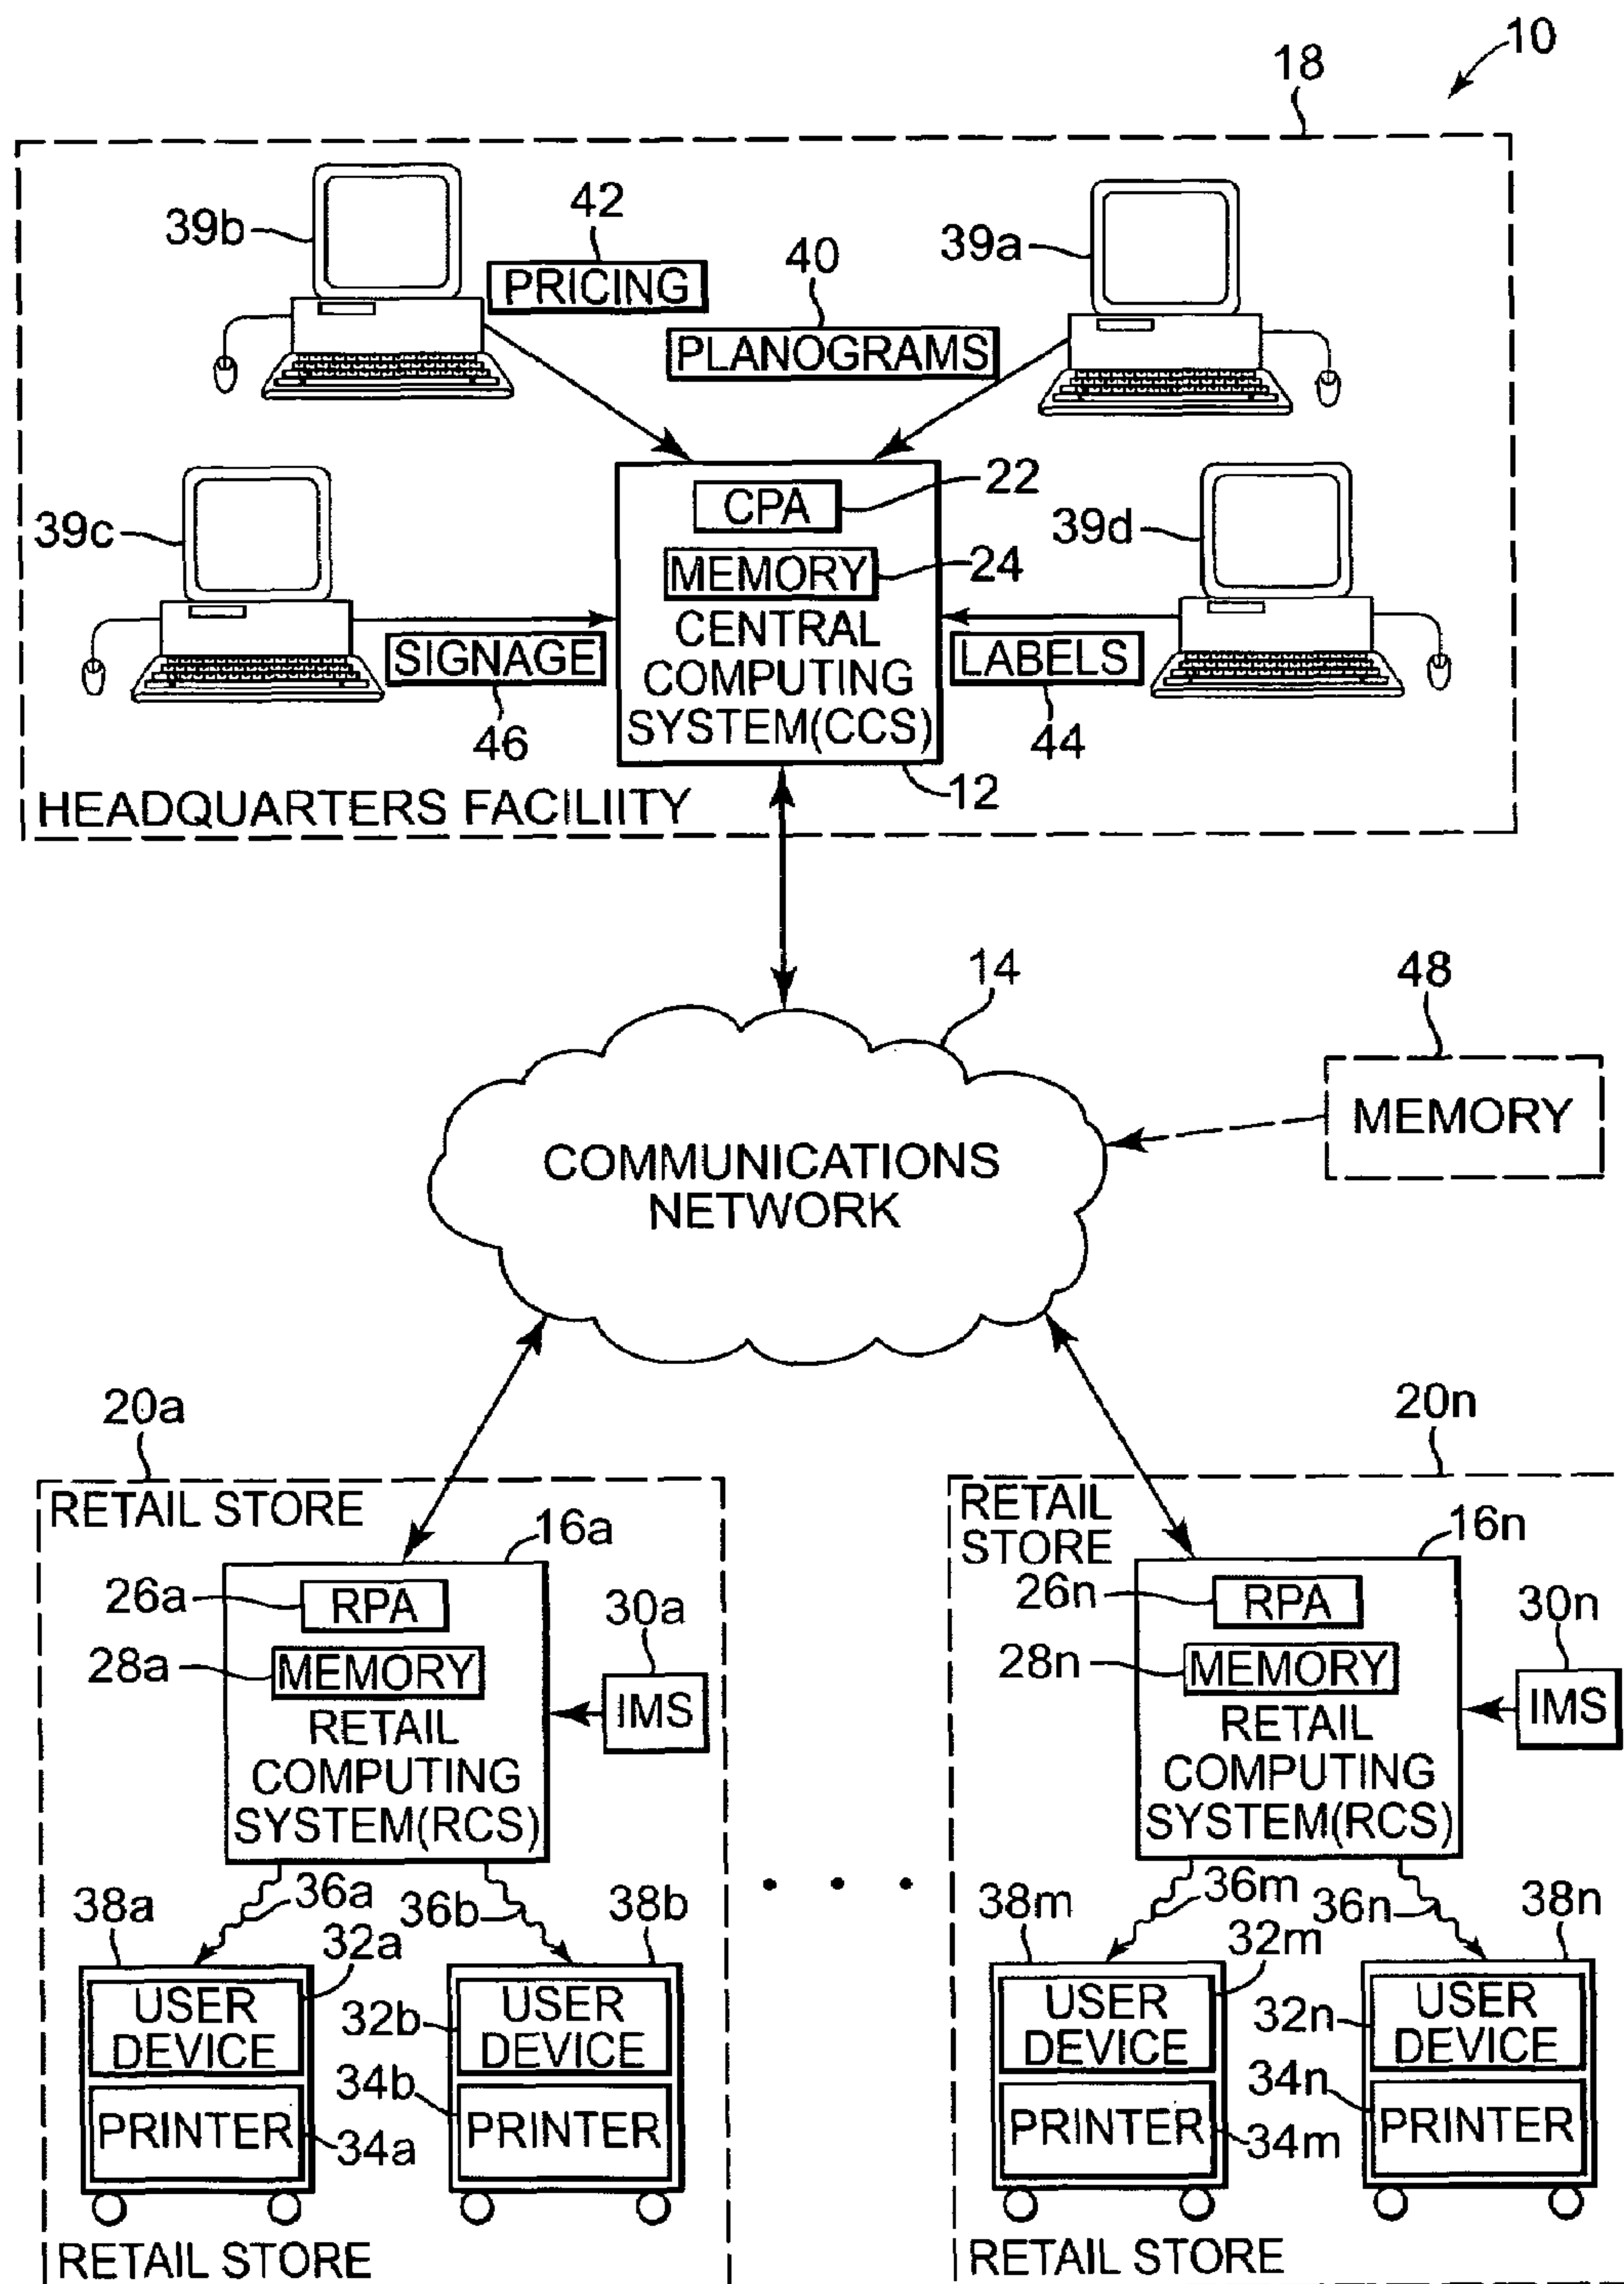 10
18
39b
42
PRICING
40
PLANOGRAMS
39a
39c
CPA
22
MEMORY
24
39d
SIGNAGE
46
CENTRAL
COMPUTING
SYSTEM(CCS)
LABELS
44
12
HEADQUARTERS FACILIITY
14
48
MEMORY
COMMUNICATIONS
NETWORK
20a
RETAIL STORE
16a
26a
RPA
28a
MEMORY
30a
IMS
RETAIL
COMPUTING
SYSTEM(RCS)
36a
36b
38a
32a
38b
USER
DEVICE
32b
USER
DEVICE
PRINTER
34a
34b
PRINTER
RETAIL STORE
. . .
20n
RETAIL
STORE
16n
26n
RPA
28n
MEMORY
30n
IMS
RETAIL
COMPUTING
SYSTEM(RCS)
36m
36n
38m
32m
38n
USER
DEVICE
32n
USER
DEVICE
PRINTER
34m
34n
PRINTER
RETAIL STORE